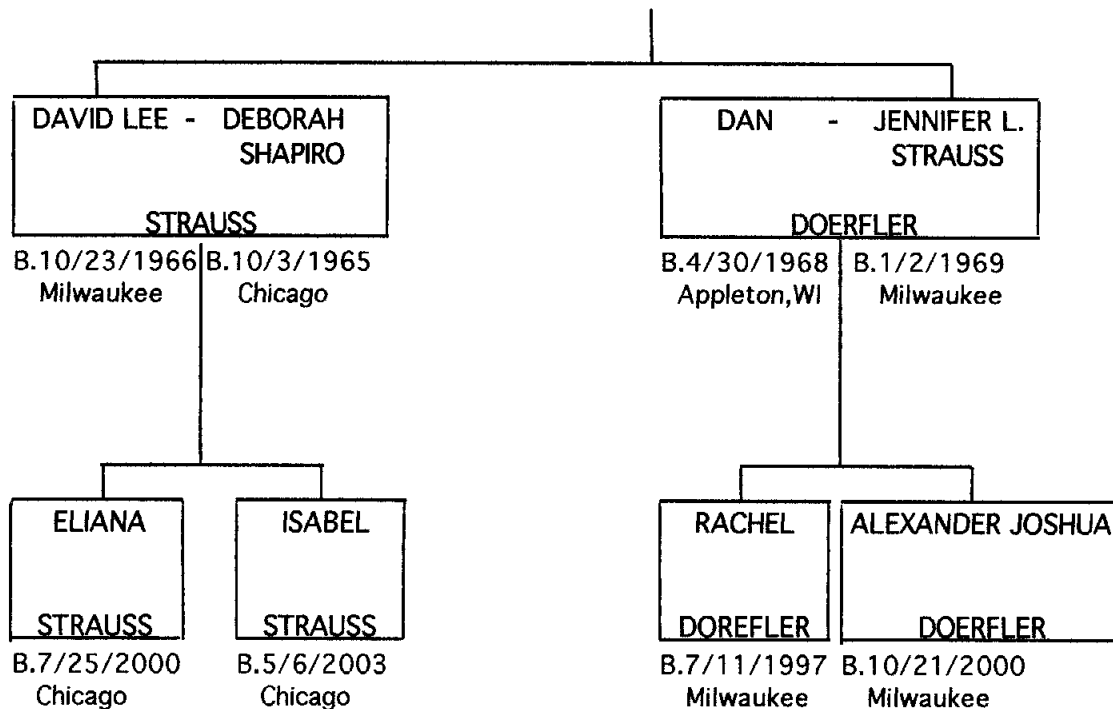 DAVID LEE - DEBORAH
SHAPIRO
STRAUSS
B.10/23/1966 B.10/3/1965
Milwaukee Chicago
DAN - JENNIFER L.
STRAUSS
DOERFLER
B.4/30/1968 B.1/2/1969
Appleton,WI Milwaukee
ELIANA
STRAUSS
B.7/25/2000
Chicago
ISABEL
STRAUSS
B.5/6/2003
Chicago
RACHEL
DOREFLER
B.7/11/1997
Milwaukee
ALEXANDER JOSHUA
DOERFLER
B.10/21/2000
Milwaukee